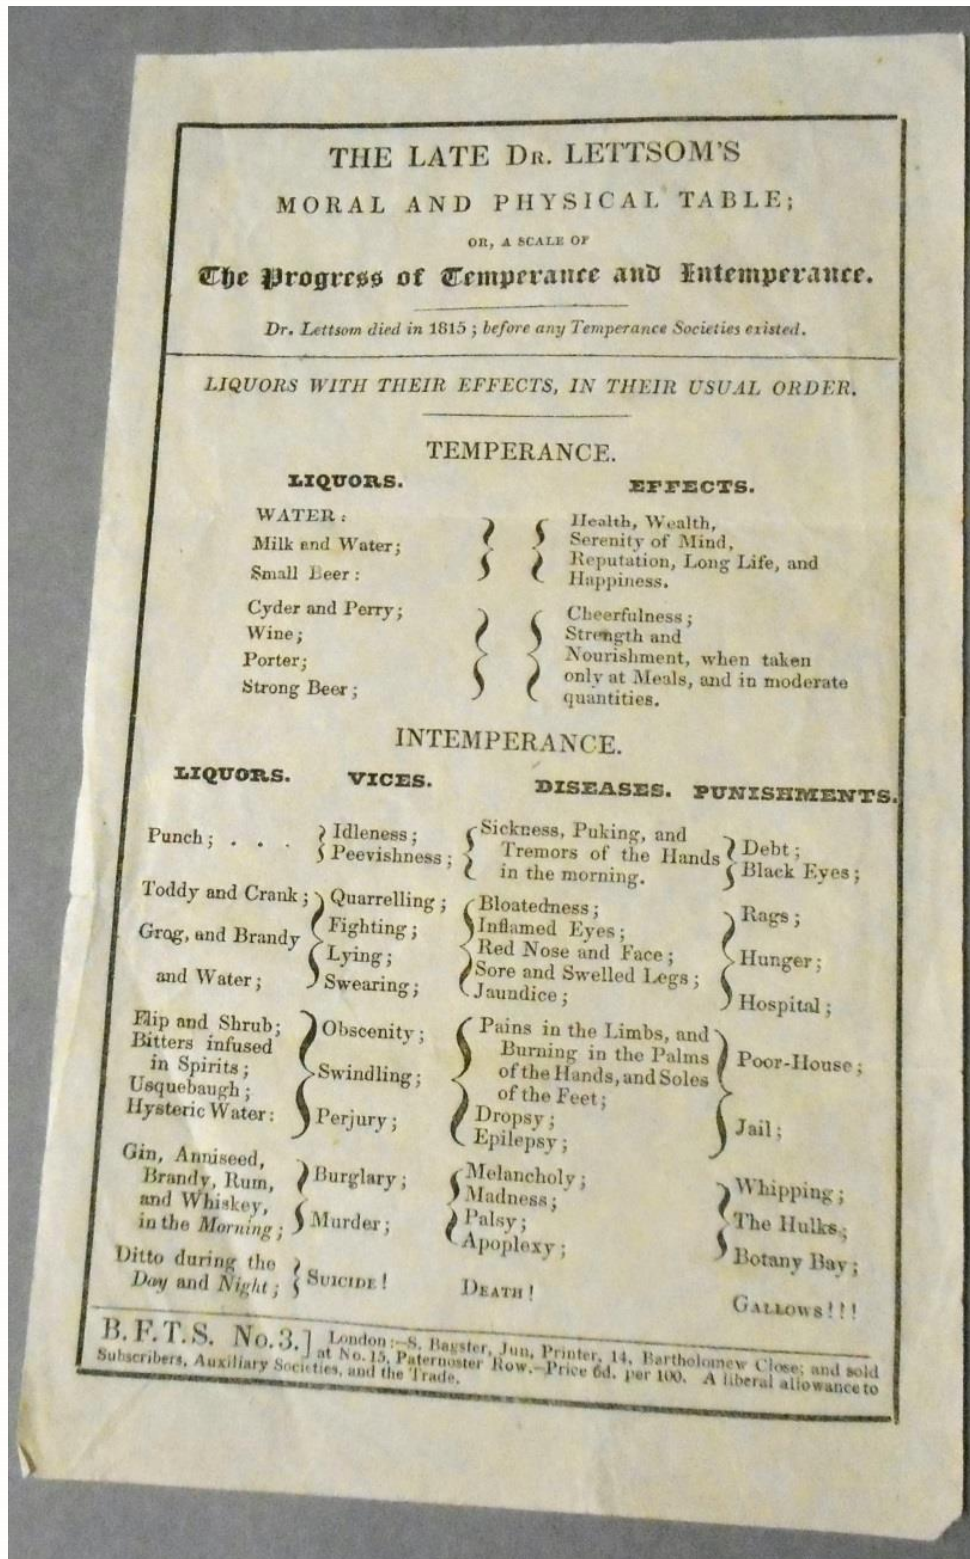 THE LATE DR. LETTSOM'S
MORAL AND PHYSICAL TABLE;
OR, A SCALE OF
The Progress of Temperance and Intemperance.
Dr. Lettsom died in 1815; before any Temperance Societies existed.
LIQUORS WITH THEIR EFFECTS, IN THEIR USUAL ORDER.
TEMPERANCE.
LIQUORS.
WATER:
Milk and Water;
Small Beer:
Cyder and Perry;
Wine;
Porter;
Strong Beer;
EFFECTS.
Health, Wealth,
Serenity of Mind,
Reputation, Long Life, and
Happiness.
Cheerfulness;
Strength and
Nourishment, when taken
only at Meals, and in moderate
quantities.
INTEMPERANCE.
LIQUORS. VICES. DISEASES. PUNISHMENTS.
Punch; . . .
Idleness;
Peevishness;
Sickness, Puking, and
Tremors of the Hands
in the morning.
Debt;
Black Eyes;
Toddy and Crank;
Grog, and Brandy
and Water;
Quarrelling;
Fighting;
Lying;
Swearing;
Bloatedness;
Inflamed Eyes;
Red Nose and Face;
Sore and Swelled Legs;
Jaundice;
Rags;
Hunger;
Hospital;
Flip and Shrub;
Bitters infused
in Spirits;
Usquebaugh;
Hysteric Water:
Obscenity;
Swindling;
Perjury;
Pains in the Limbs, and
Burning in the Palms
of the Hands, and Soles
of the Feet;
Dropsy;
Epilepsy;
Poor-House;
Jail;
Gin, Anniseed,
Brandy, Rum,
and Whiskey,
in the Morning;
Burglary;
Murder;
Melancholy;
Madness;
Palsy;
Apoplexy;
Whipping;
The Hulks;
Botany Bay;
Ditto during the
Day and Night;
SUICIDE!
DEATH!
GALLOWS!!!
B.F.T.S. No. 3.] London:—S. Bagster, Jun, Printer, 14, Bartholomew Close; and sold
at No. 15, Paternoster Row.—Price 6d. per 100. A liberal allowance to
Subscribers, Auxiliary Societies, and the Trade.